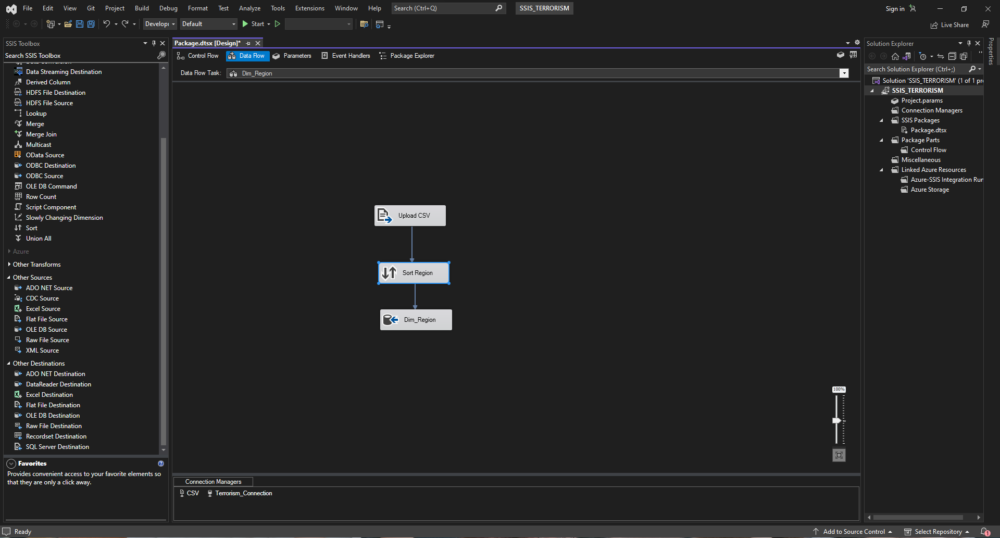 File Edit View Git Project Build Debug Format Test Analyze Tools Extensions Window Help Search (Ctrl+Q) SSIS_TERRORISM Sign in
Develop Default Start Live Share
SSIS Toolbox
Search SSIS Toolbox
Data Streaming Destination
Derived Column
HDFS File Destination
HDFS File Source
Lookup
Merge
Merge Join
Multicast
OData Source
ODBC Destination
ODBC Source
OLE DB Command
Row Count
Script Component
Slowly Changing Dimension
Sort
Union All
Azure
Other Transforms
Other Sources
ADO NET Source
CDC Source
Excel Source
Flat File Source
OLE DB Source
Raw File Source
XML Source
Other Destinations
ADO NET Destination
DataReader Destination
Excel Destination
Flat File Destination
OLE DB Destination
Raw File Destination
Recordset Destination
SQL Server Destination
Favorites
Provides convenient access to your favorite elements so
that they are only a click away.
Package.dtsx [Design]*
Control Flow Data Flow Parameters Event Handlers Package Explorer
Data Flow Task: Dim_Region
Upload CSV
Sort Region
Dim_Region
100%
Connection Managers
CSV Terrorism_Connection
Solution Explorer
Search Solution Explorer (Ctrl+;)
Solution 'SSIS_TERRORISM' (1 of 1 pr
SSIS_TERRORISM
Project.params
Connection Managers
SSIS Packages
Package.dtsx
Package Parts
Control Flow
Miscellaneous
Linked Azure Resources
Azure-SSIS Integration Run
Azure Storage
Properties
Ready Add to Source Control Select Repository 1